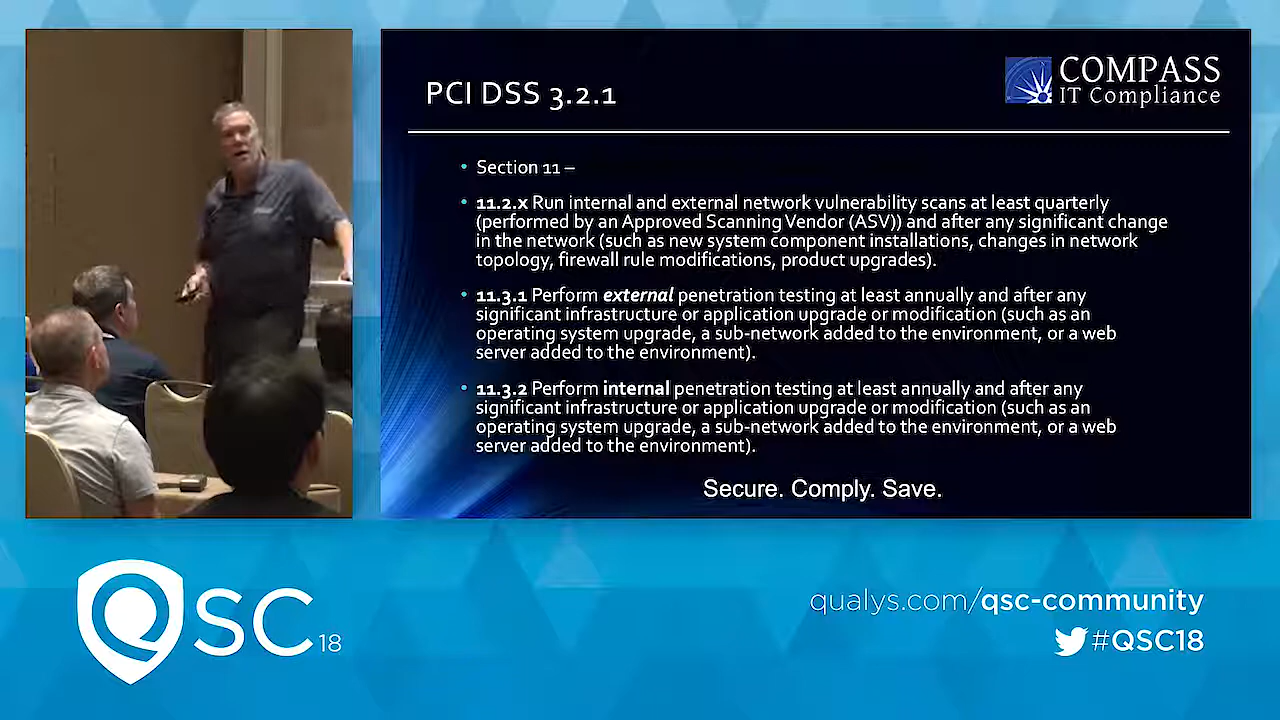 PCI DSS 3.2.1
COMPASS
IT Compliance
• Section 11 –
• 11.2.x Run internal and external network vulnerability scans at least quarterly
(performed by an Approved Scanning Vendor (ASV)) and after any significant change
in the network (such as new system component installations, changes in network
topology, firewall rule modifications, product upgrades).
• 11.3.1 Perform external penetration testing at least annually and after any
significant infrastructure or application upgrade or modification (such as an
operating system upgrade, a sub-network added to the environment, or a web
server added to the environment).
• 11.3.2 Perform internal penetration testing at least annually and after any
significant infrastructure or application upgrade or modification (such as an
operating system upgrade, a sub-network added to the environment, or a web
server added to the environment).
Secure. Comply. Save.
QSC 18
qualys.com/qsc-community
#QSC18